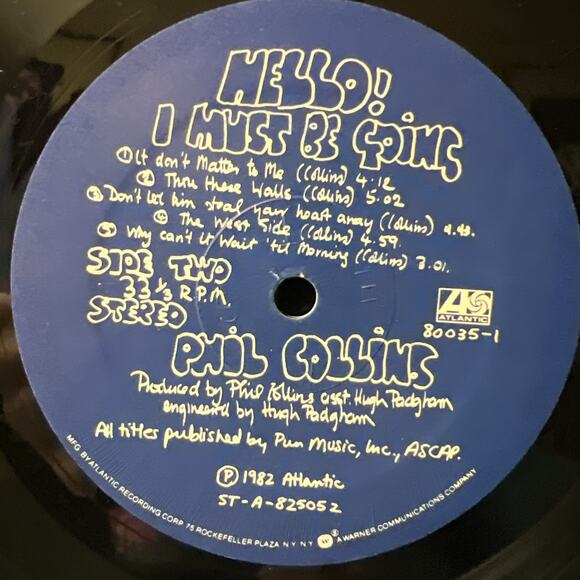 HELLO!
I MUST BE GOING
① It don't Matter to Me (Collins) 4.12
② Thru these Walls (Collins) 5.02
③ Don't let him steal your heart away (Collins) 4.43.
④ The West Side (Collins) 4.59.
⑤ Why can't it wait 'til Morning (Collins) 3.01.
SIDE TWO
33 1/3 R.P.M.
STEREO
ATLANTIC
80035-1
PHIL COLLINS
Produced by Phil Collins asst. Hugh Padgham
engineered by Hugh Padgham
All titles published by Pun Music, Inc., ASCAP.
Ⓟ 1982 Atlantic
ST-A-825052
MFG BY ATLANTIC RECORDING CORP 75 ROCKEFELLER PLAZA N.Y. N.Y. W ® A WARNER COMMUNICATIONS COMPANY